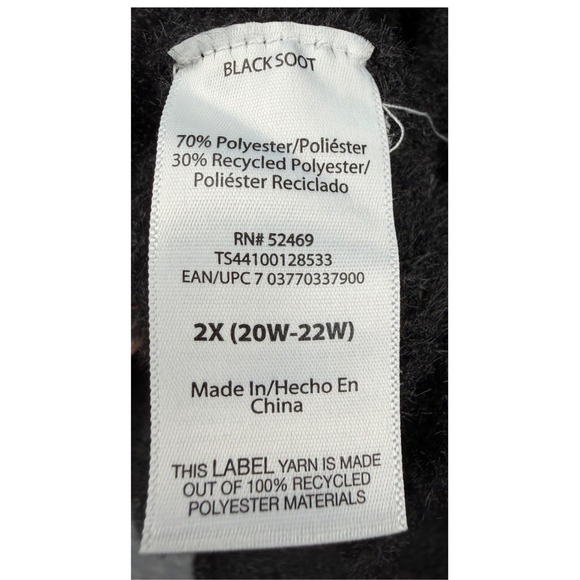 BLACK SOOT
70% Polyester/Poliéster
30% Recycled Polyester/
Poliéster Reciclado
RN# 52469
TS44100128533
EAN/UPC 7 03770337900
2X (20W-22W)
Made In/Hecho En
China
THIS LABEL YARN IS MADE
OUT OF 100% RECYCLED
POLYESTER MATERIALS